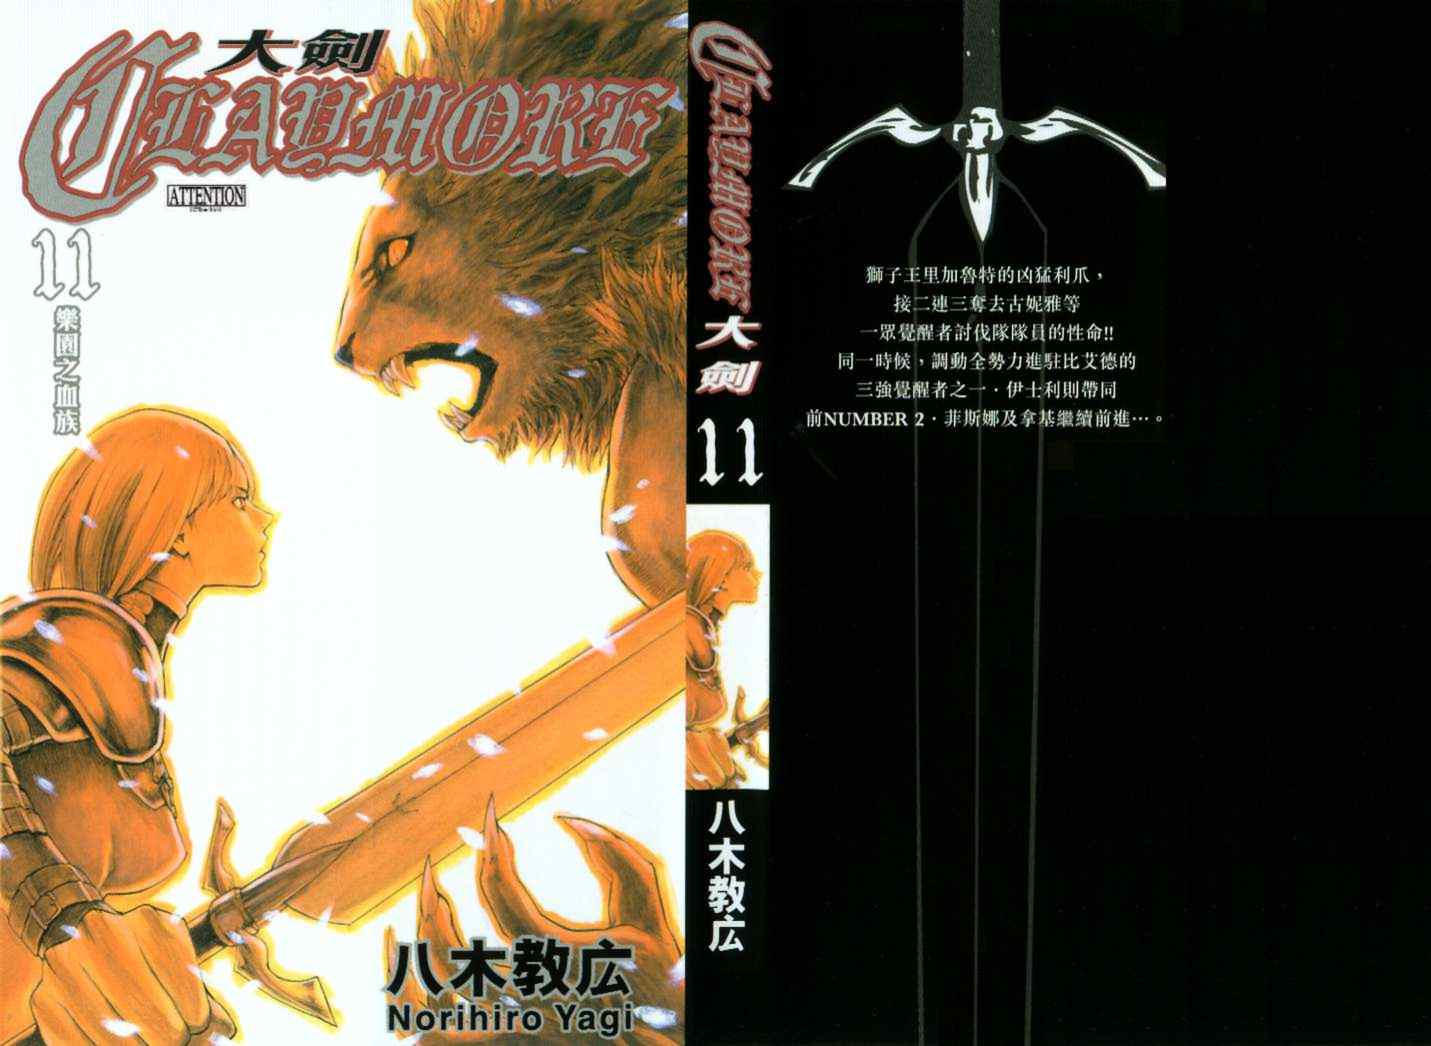 大劍
CLAYMORE
ATTENTION
11
樂園之血族
八木教広
Norihiro Yagi
CLAYMORE
大劍
11
八木教広
獅子王里加魯特的凶猛利爪，
接二連三奪去古妮雅等
一眾覺醒者討伐隊隊員的性命!!
同一時候，調動全勢力進駐比艾德的
三強覺醒者之一．伊士利則帶同
前NUMBER 2．菲斯娜及拿基繼續前進…。